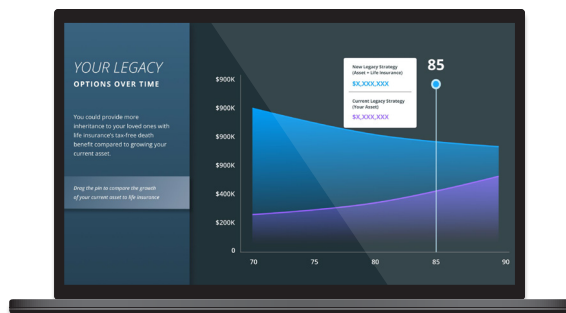 YOUR LEGACY
OPTIONS OVER TIME
You could provide more
inheritance to your loved ones with
life insurance's tax-free death
benefit compared to growing your
current asset.
Drag the pin to compare the growth
of your current asset to life insurance
New Legacy Strategy
(Asset + Life Insurance)
$X,XXX,XXX
Current Legacy Strategy
(Your Asset)
$X,XXX,XXX
85
$900K
$900K
$900K
$900K
$400K
$200K
0
70 75 80 85 90